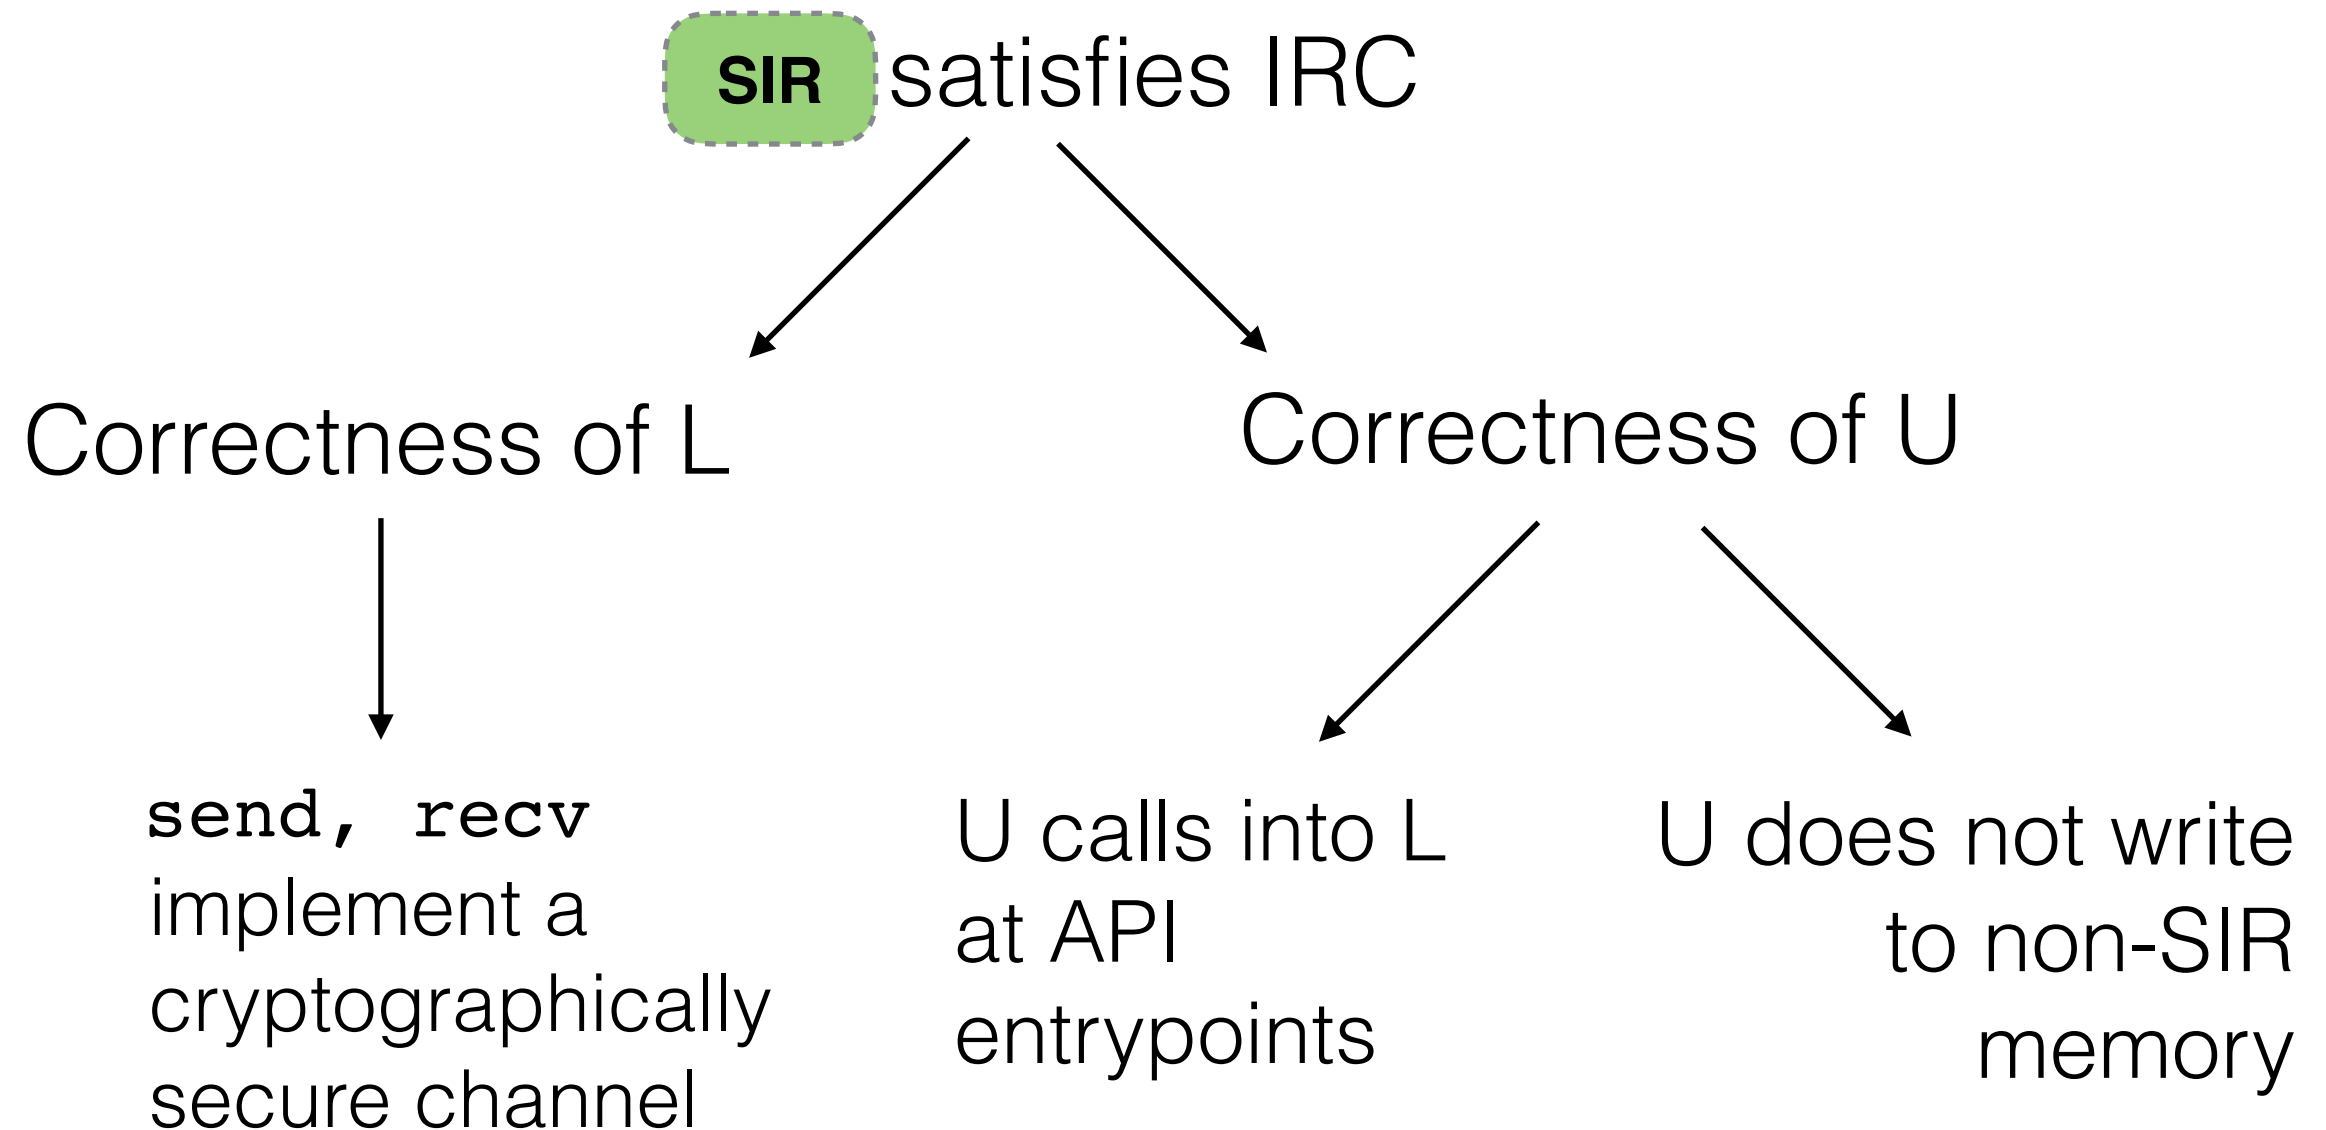 SIR satisfies IRC
Correctness of L
Correctness of U
send, recv
implement a
cryptographically
secure channel
U calls into L
at API
entrypoints
U does not write
to non-SIR
memory